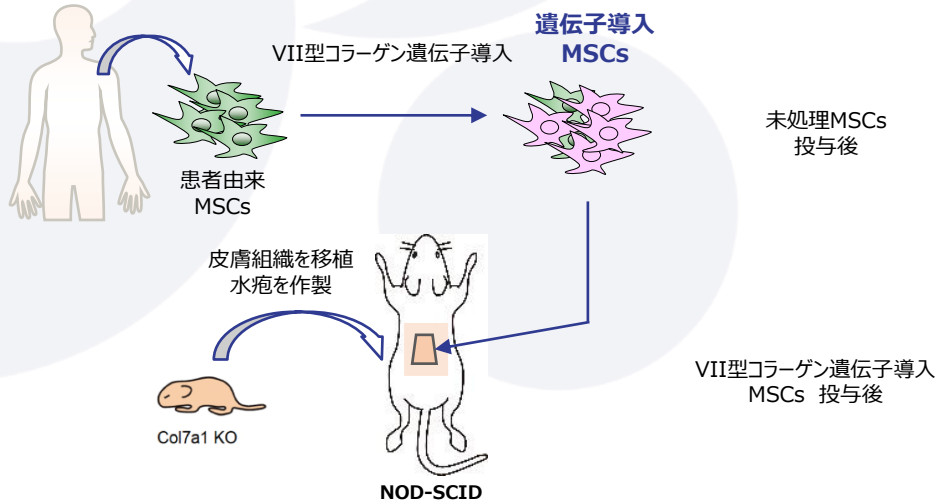 遺伝子導入
MSCs
VII型コラーゲン遺伝子導入
未処理MSCs
投与後
患者由来
MSCs
皮膚組織を移植
水疱を作製
VII型コラーゲン遺伝子導入
MSCs 投与後
Col7a1 KO
NOD-SCID